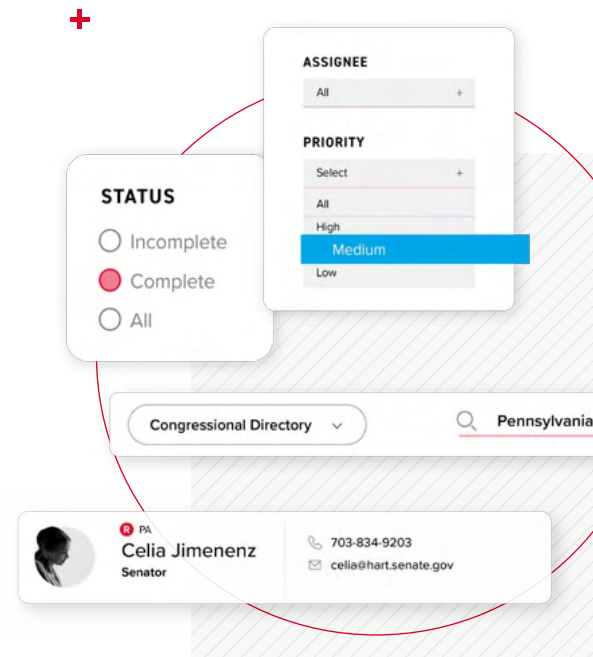 ASSIGNEE
All +
PRIORITY
Select +
All
High
Medium
Low
STATUS
Incomplete
Complete
All
Congressional Directory
Pennsylvania
R PA
Celia Jimenenz
Senator
703-834-9203
celia@hart.senate.gov